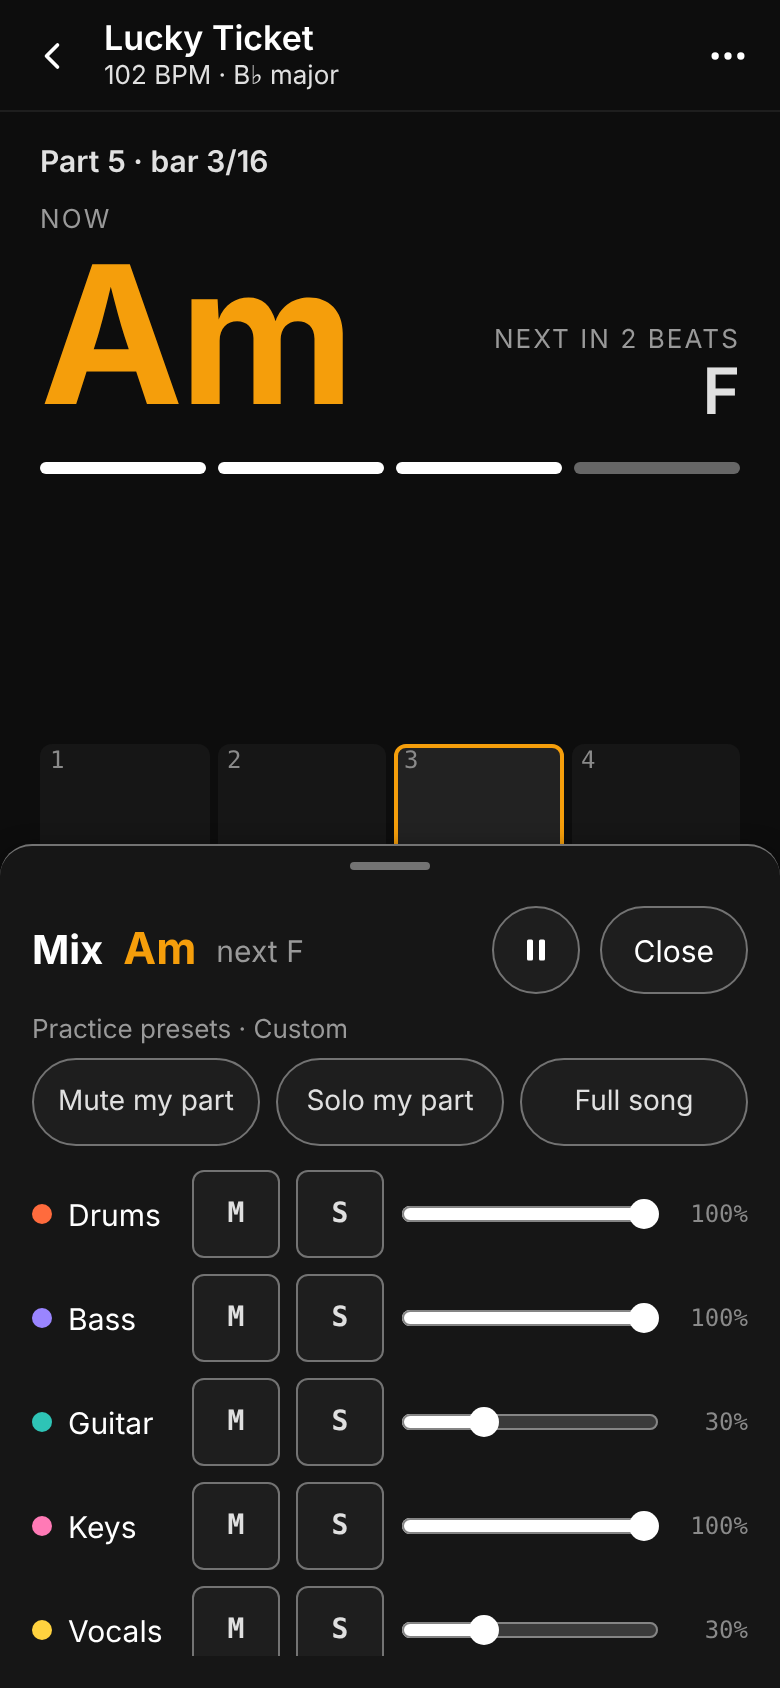 Lucky Ticket
102 BPM · B♭ major
Part 5 · bar 3/16
NOW
Am
NEXT IN 2 BEATS
F
1 2 3 4
Mix Am next F Close
Practice presets · Custom
Mute my part Solo my part Full song
Drums M S 100%
Bass M S 100%
Guitar M S 30%
Keys M S 100%
Vocals M S 30%